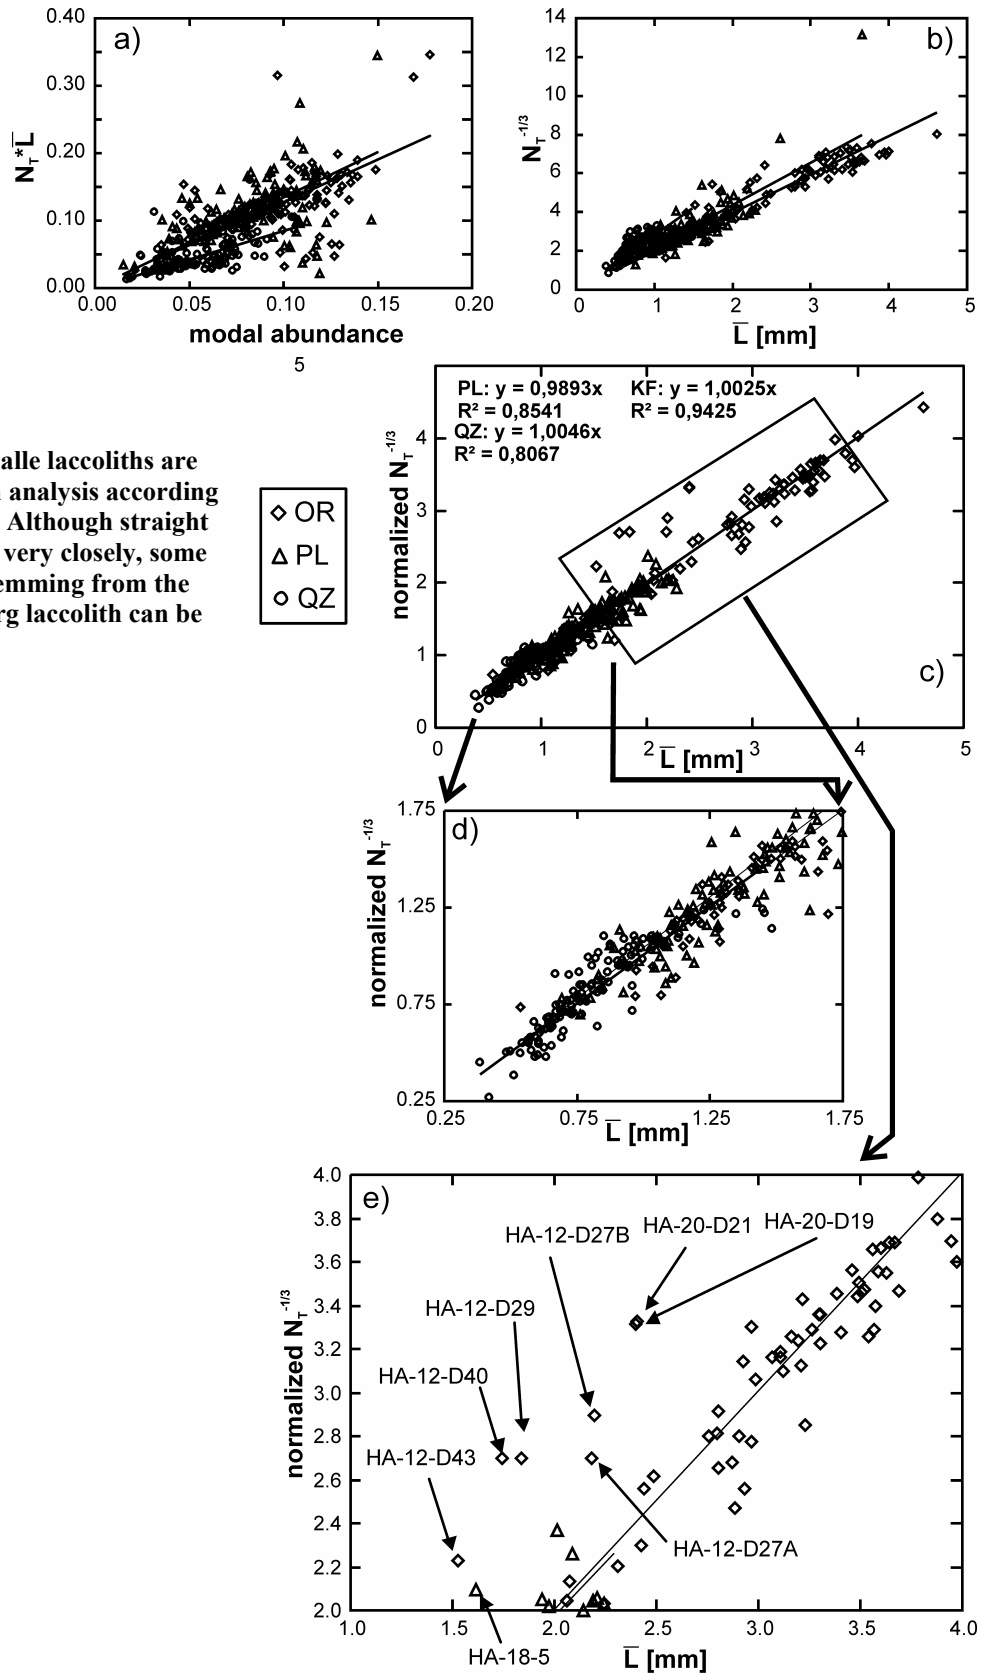 a)
0.40
0.30
0.20
0.10
0.00
N_T*L̅
0.00 0.05 0.10 0.15 0.20
modal abundance
5
b)
14
12
10
8
6
4
2
0
N_T^-1/3
0 1 2 3 4 5
L̅ [mm]
alle laccoliths are
analysis according
Although straight
very closely, some
emming from the
rg laccolith can be
OR
PL
QZ
PL: y = 0,9893x KF: y = 1,0025x
R² = 0,8541 R² = 0,9425
QZ: y = 1,0046x
R² = 0,8067
4
3
2
1
0
normalized N_T^-1/3
c)
0 1 2 3 4 5
L̅ [mm]
d)
1.75
1.25
0.75
0.25
normalized N_T^-1/3
0.25 0.75 1.25 1.75
L̅ [mm]
e)
4.0
3.8
3.6
3.4
3.2
3.0
2.8
2.6
2.4
2.2
2.0
normalized N_T^-1/3
HA-12-D27B
HA-20-D21
HA-20-D19
HA-12-D29
HA-12-D40
HA-12-D43
HA-12-D27A
HA-18-5
1.0 1.5 2.0 2.5 3.0 3.5 4.0
L̅ [mm]